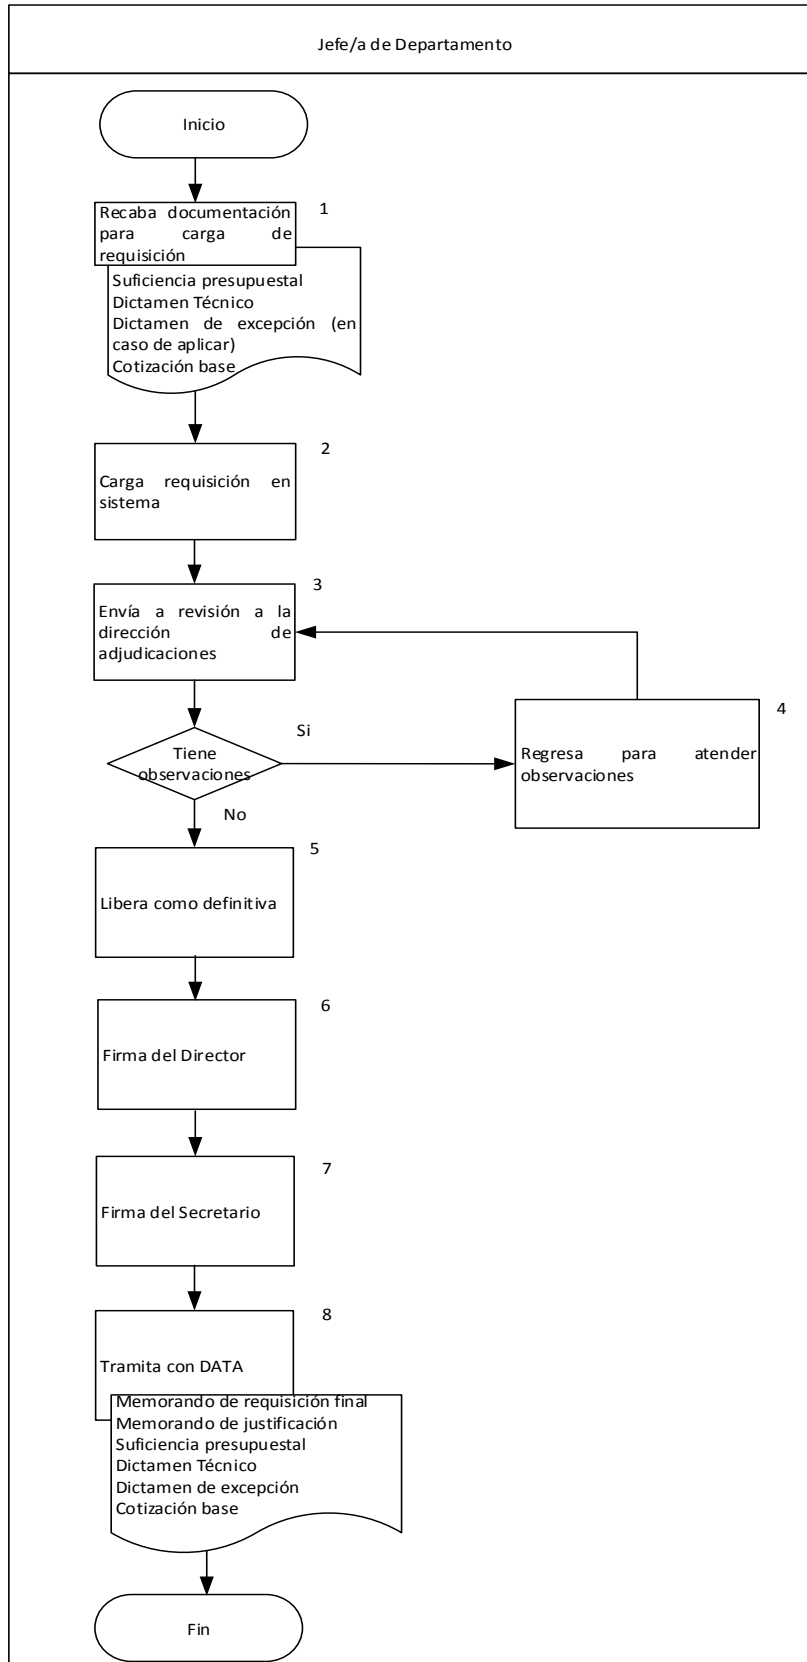 Jefe/a de Departamento
Inicio
1
Recaba documentación
para carga de
requisición
Suficiencia presupuestal
Dictamen Técnico
Dictamen de excepción (en
caso de aplicar)
Cotización base
2
Carga requisición en
sistema
3
Envía a revisión a la
dirección de
adjudicaciones
Tiene
observaciones
Si
4
Regresa para atender
observaciones
No
5
Libera como definitiva
6
Firma del Director
7
Firma del Secretario
8
Tramita con DATA
Memorando de requisición final
Memorando de justificación
Suficiencia presupuestal
Dictamen Técnico
Dictamen de excepción
Cotización base
Fin